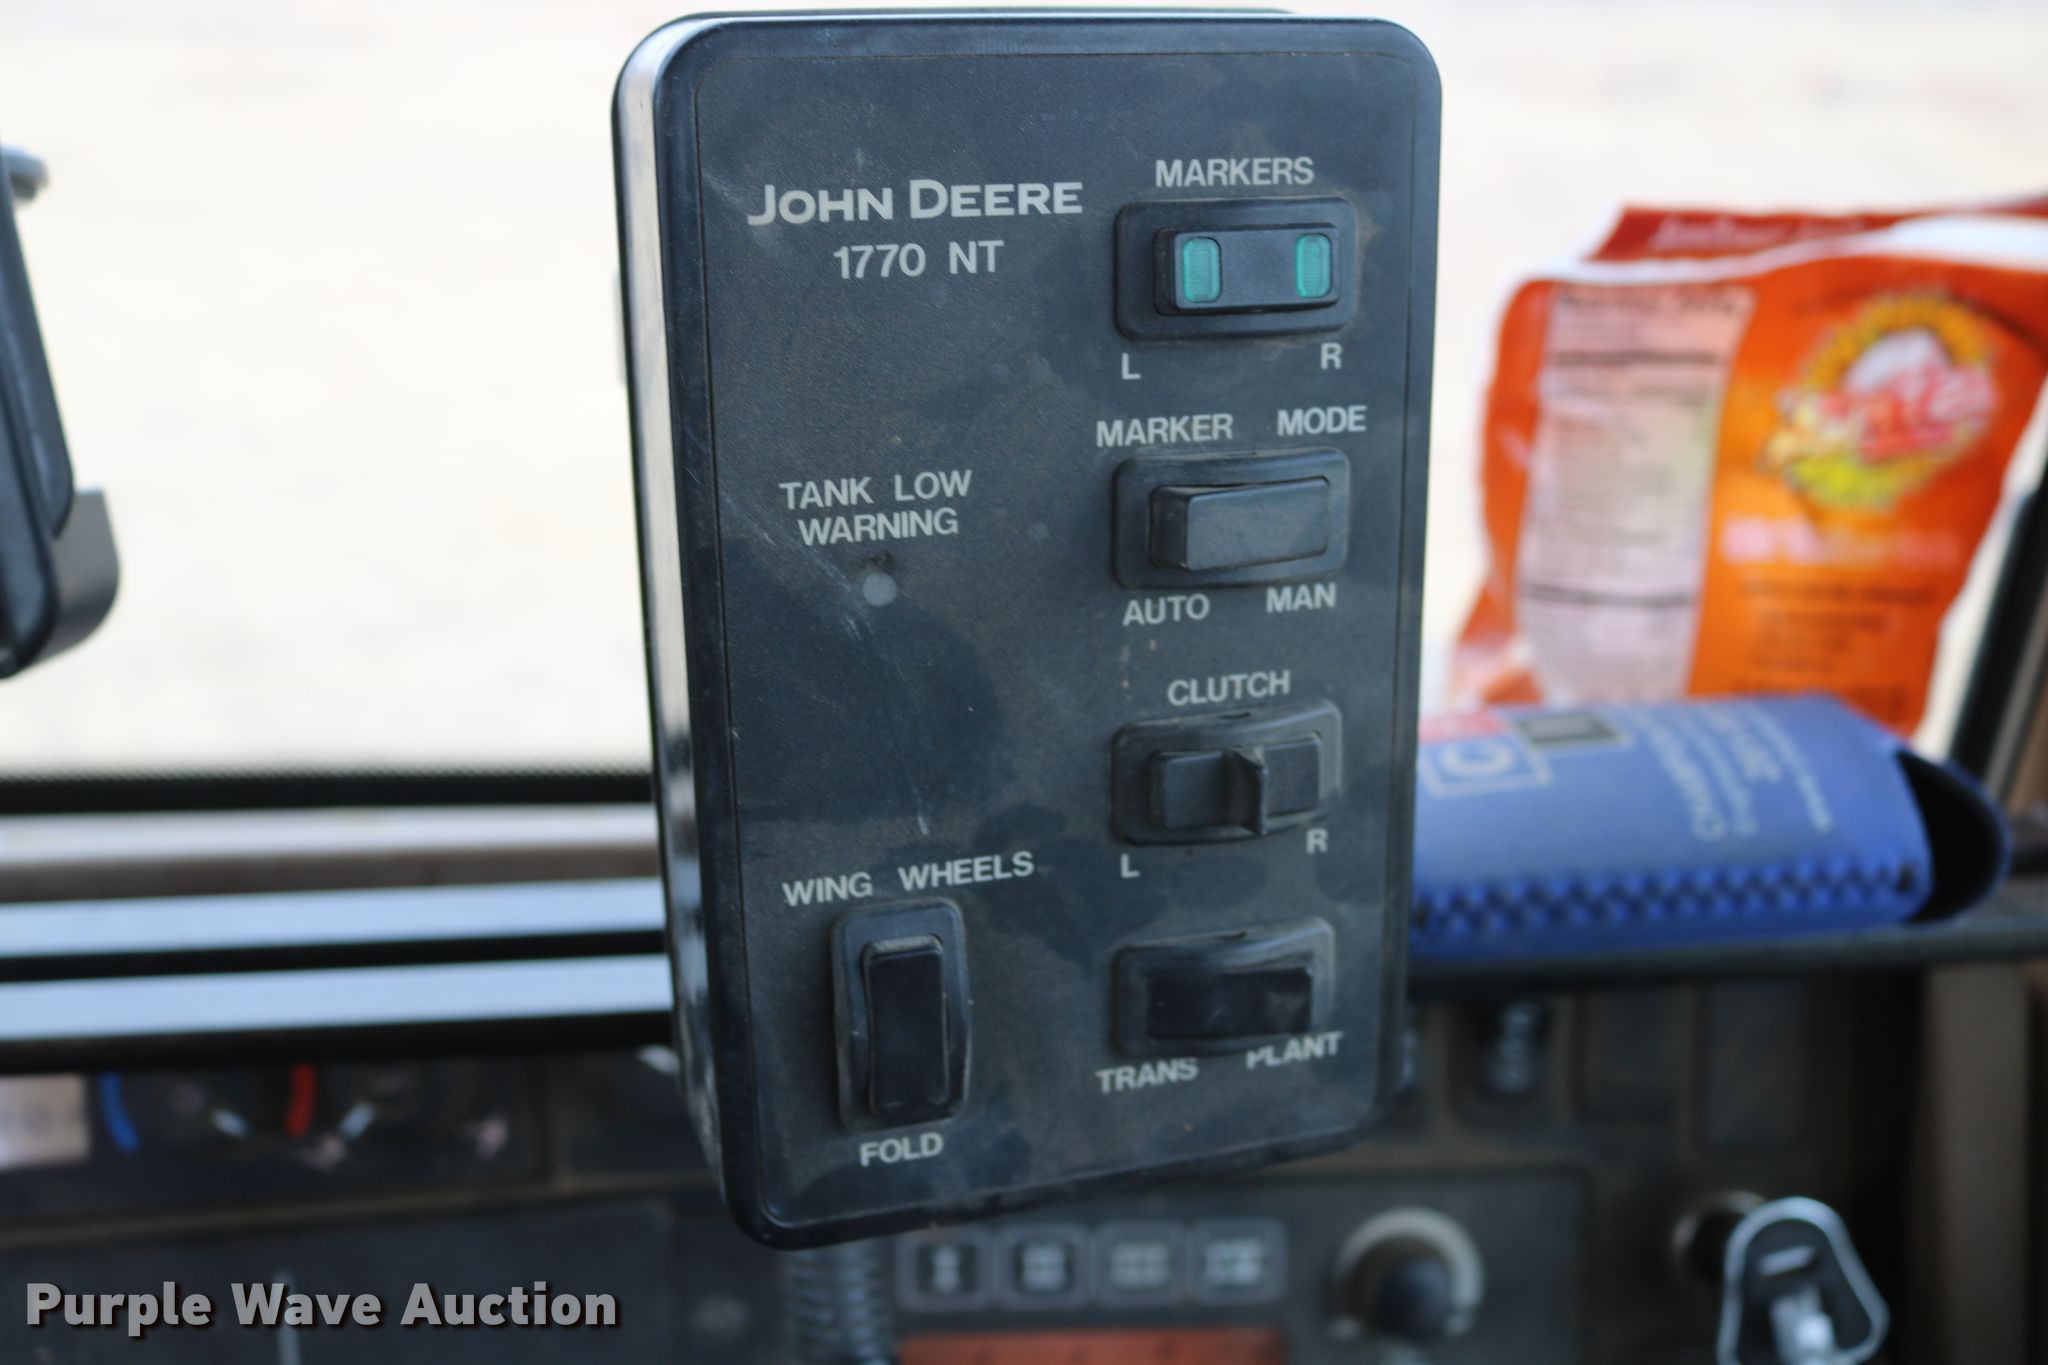 JOHN DEERE
1770 NT
MARKERS
L R
MARKER MODE
AUTO MAN
TANK LOW
WARNING
CLUTCH
L R
WING WHEELS
FOLD
TRANS PLANT
Purple Wave Auction